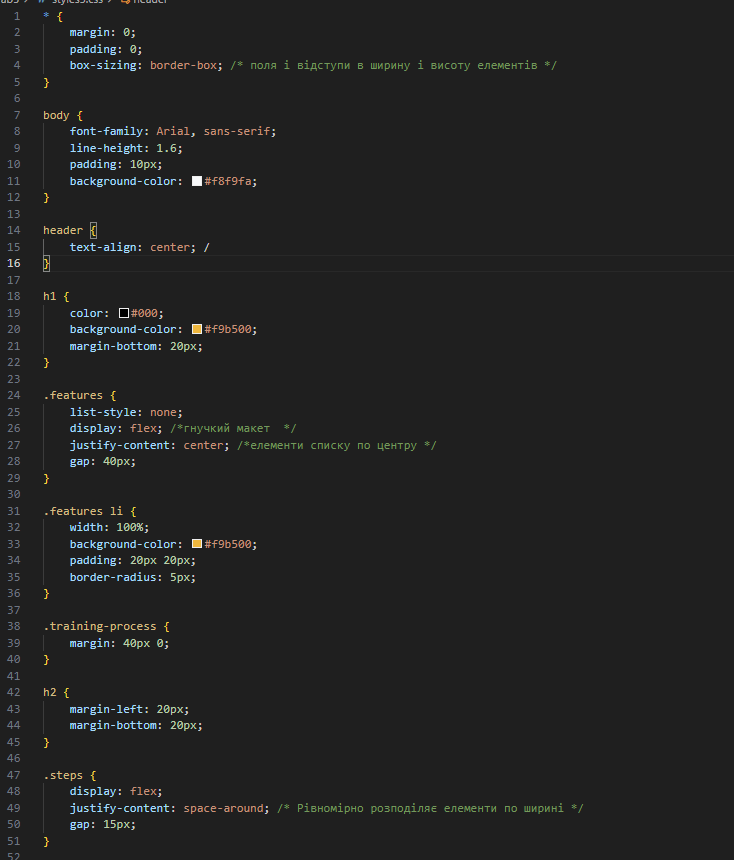 styles3.css > header
1 * {
2 margin: 0;
3 padding: 0;
4 box-sizing: border-box; /* поля і відступи в ширину і висоту елементів */
5 }
6
7 body {
8 font-family: Arial, sans-serif;
9 line-height: 1.6;
10 padding: 10px;
11 background-color: #f8f9fa;
12 }
13
14 header {
15 text-align: center; /
16 }
17
18 h1 {
19 color: #000;
20 background-color: #f9b500;
21 margin-bottom: 20px;
22 }
23
24 .features {
25 list-style: none;
26 display: flex; /*гнучкий макет  */
27 justify-content: center; /*елементи списку по центру */
28 gap: 40px;
29 }
30
31 .features li {
32 width: 100%;
33 background-color: #f9b500;
34 padding: 20px 20px;
35 border-radius: 5px;
36 }
37
38 .training-process {
39 margin: 40px 0;
40 }
41
42 h2 {
43 margin-left: 20px;
44 margin-bottom: 20px;
45 }
46
47 .steps {
48 display: flex;
49 justify-content: space-around; /* Рівномірно розподіляє елементи по ширині */
50 gap: 15px;
51 }
52